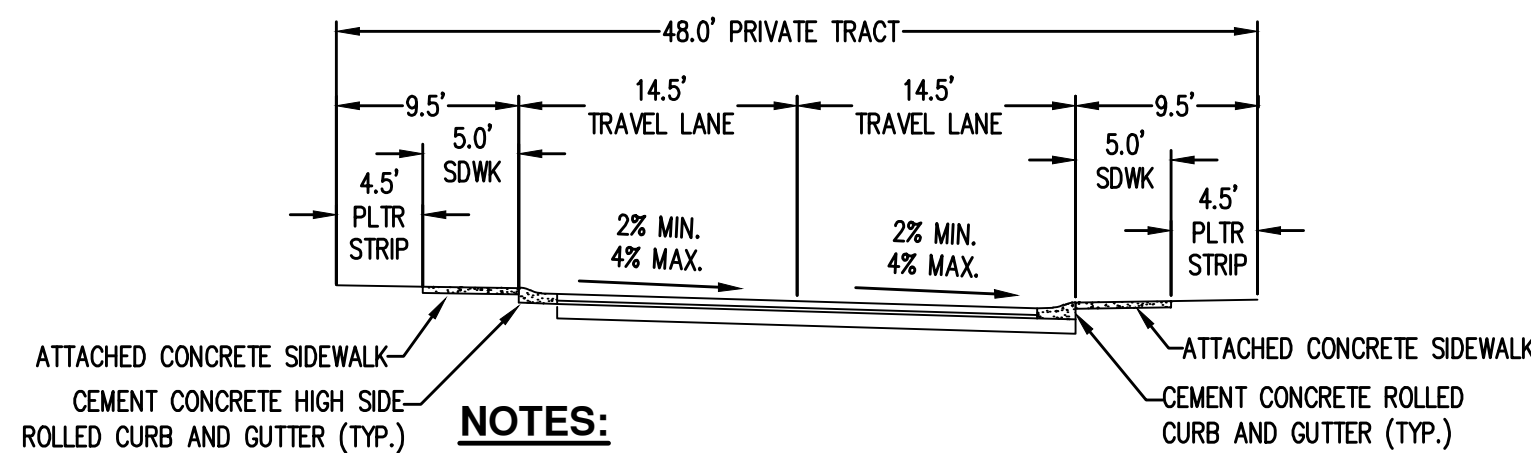 48.0' PRIVATE TRACT
9.5'
14.5'
TRAVEL LANE
14.5'
TRAVEL LANE
9.5'
5.0'
SDWK
5.0'
SDWK
4.5'
PLTR
STRIP
4.5'
PLTR
STRIP
2% MIN.
4% MAX.
2% MIN.
4% MAX.
ATTACHED CONCRETE SIDEWALK
CEMENT CONCRETE HIGH SIDE
ROLLED CURB AND GUTTER (TYP.)
ATTACHED CONCRETE SIDEWALK
CEMENT CONCRETE ROLLED
CURB AND GUTTER (TYP.)
NOTES: